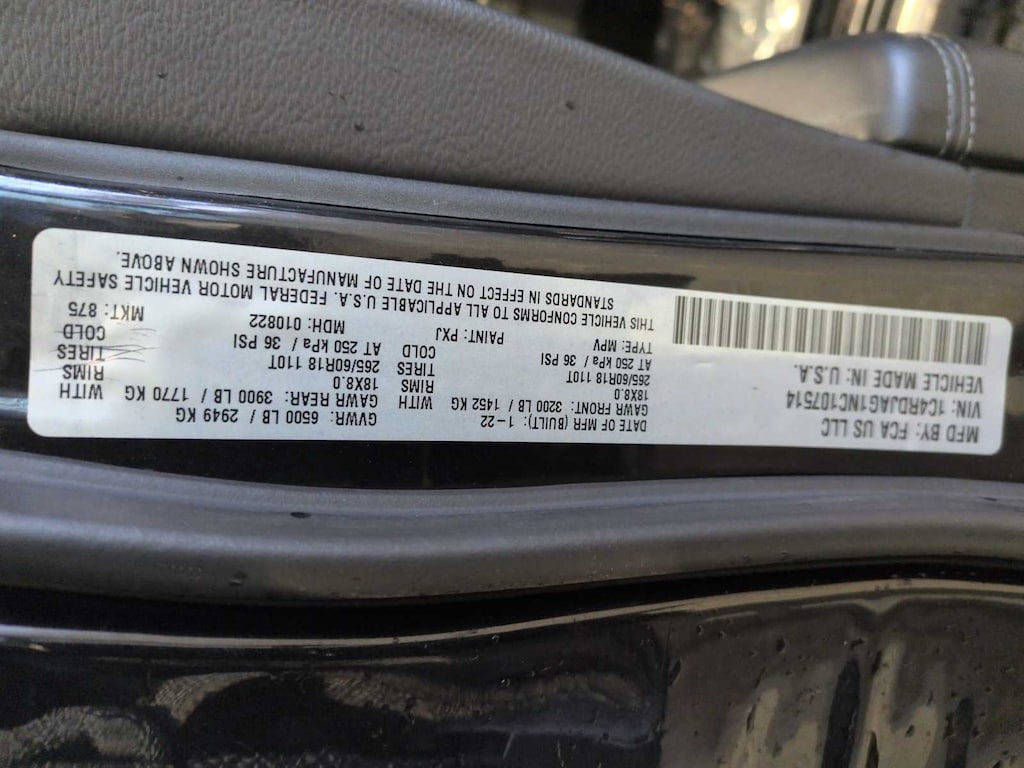 MFD BY: FCA US LLC
VIN: 1C4RDJAG1NC107514
VEHICLE MADE IN: U.S.A.
DATE OF MFR (BUILT): 1-22 GVWR: 6500 LB / 2949 KG
GAWR FRONT: 3200 LB / 1452 KG WITH GAWR REAR: 3900 LB / 1770 KG WITH
18X8.0 RIMS 18X8.0 RIMS
265/60R18 110T TIRES 265/60R18 110T TIRES
AT 250 kPa / 36 PSI COLD AT 250 kPa / 36 PSI COLD
TYPE: MPV PAINT: PXJ MDH: 010822 MKT: 875
THIS VEHICLE CONFORMS TO ALL APPLICABLE U.S.A. FEDERAL MOTOR VEHICLE SAFETY
STANDARDS IN EFFECT ON THE DATE OF MANUFACTURE SHOWN ABOVE.